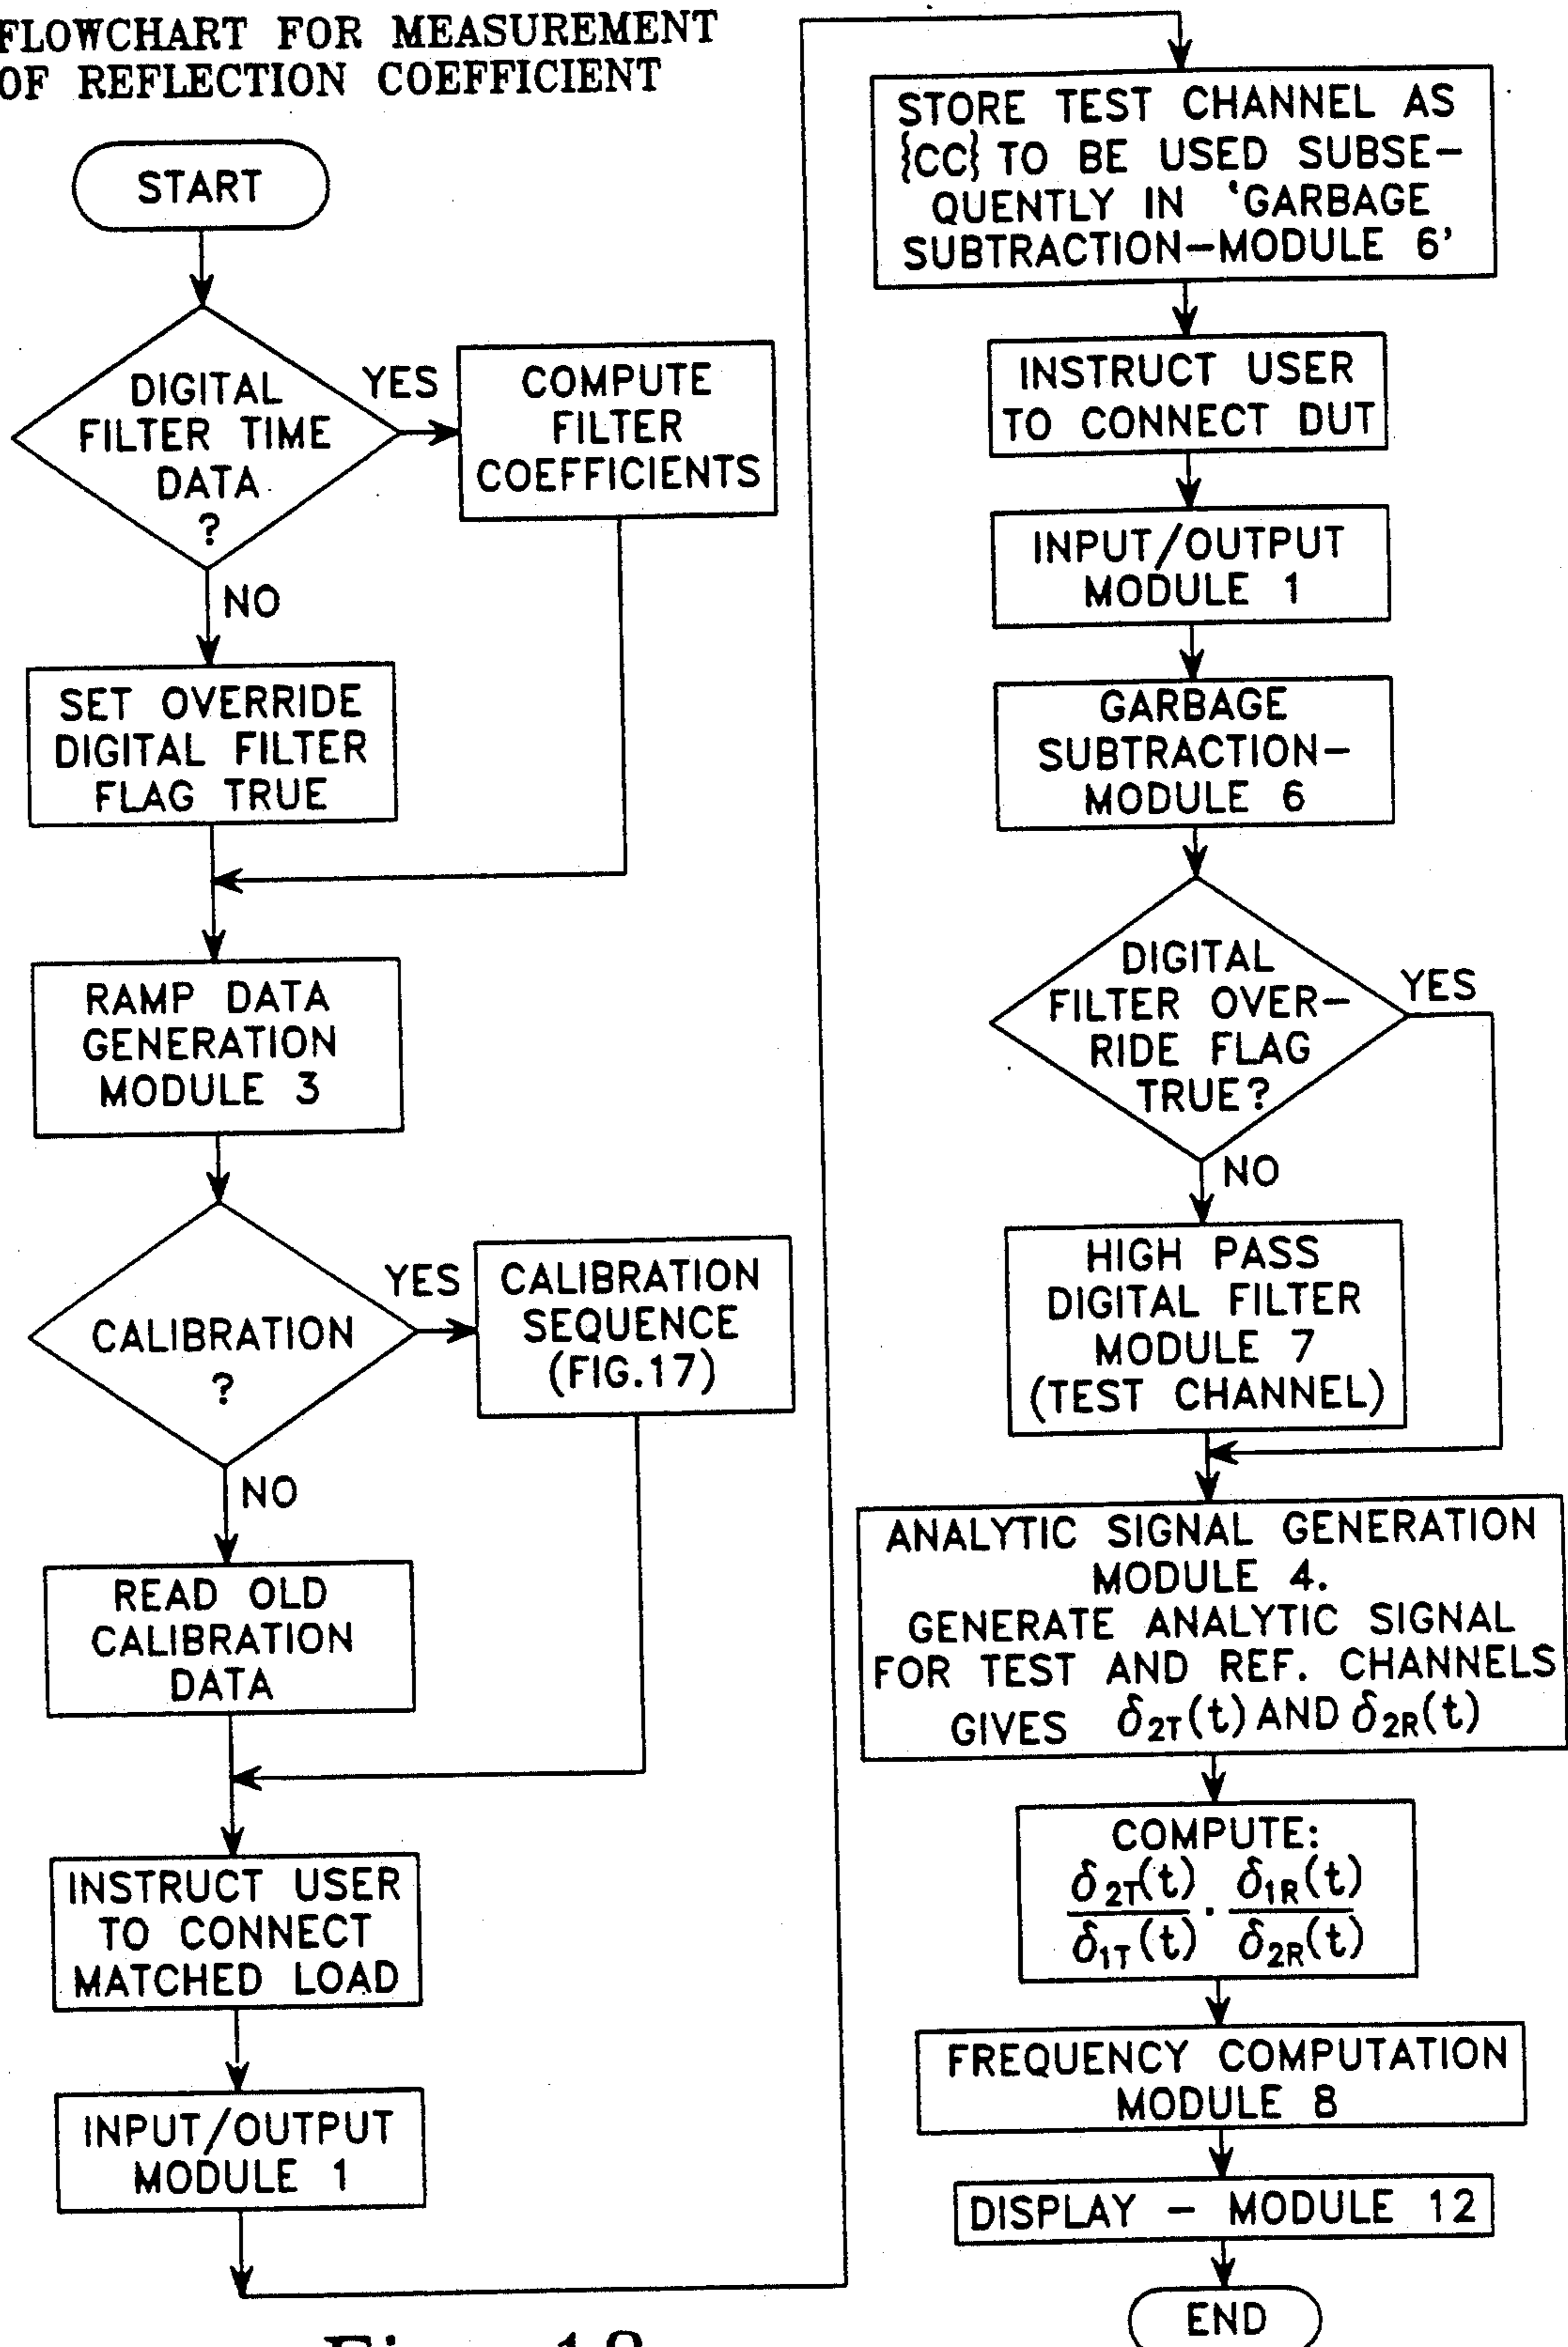 FLOWCHART FOR MEASUREMENT
OF REFLECTION COEFFICIENT
START
DIGITAL
FILTER TIME
DATA
?
YES
COMPUTE
FILTER
COEFFICIENTS
NO
SET OVERRIDE
DIGITAL FILTER
FLAG TRUE
RAMP DATA
GENERATION
MODULE 3
CALIBRATION
?
YES
CALIBRATION
SEQUENCE
(FIG.17)
NO
READ OLD
CALIBRATION
DATA
INSTRUCT USER
TO CONNECT
MATCHED LOAD
INPUT/OUTPUT
MODULE 1
STORE TEST CHANNEL AS
{CC} TO BE USED SUBSE-
QUENTLY IN 'GARBAGE
SUBTRACTION-MODULE 6'
INSTRUCT USER
TO CONNECT DUT
INPUT/OUTPUT
MODULE 1
GARBAGE
SUBTRACTION-
MODULE 6
DIGITAL
FILTER OVER-
RIDE FLAG
TRUE?
YES
NO
HIGH PASS
DIGITAL FILTER
MODULE 7
(TEST CHANNEL)
ANALYTIC SIGNAL GENERATION
MODULE 4.
GENERATE ANALYTIC SIGNAL
FOR TEST AND REF. CHANNELS
GIVES δ2T(t) AND δ2R(t)
COMPUTE:
δ2T(t) . δ1R(t)
δ1T(t) δ2R(t)
FREQUENCY COMPUTATION
MODULE 8
DISPLAY - MODULE 12
END